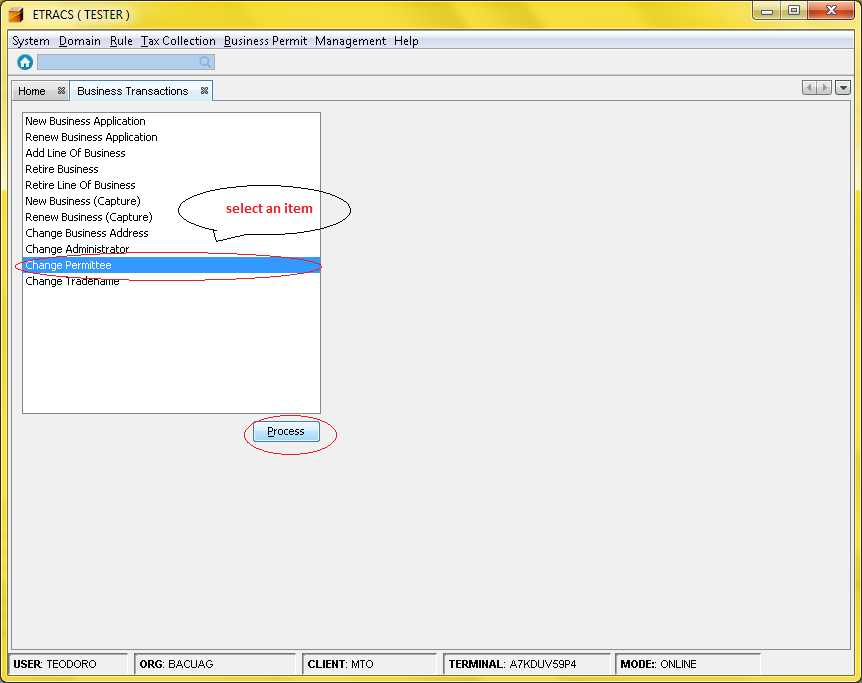 ETRACS ( TESTER )
System Domain Rule Tax Collection Business Permit Management Help
Home Business Transactions
New Business Application
Renew Business Application
Add Line Of Business
Retire Business
Retire Line Of Business
New Business (Capture)
Renew Business (Capture)
select an item
Change Business Address
Change Administrator
Change Permittee
Change Tradename
Process
USER: TEODORO ORG: BACUAG CLIENT: MTO TERMINAL: A7KDUV59P4 MODE:: ONLINE